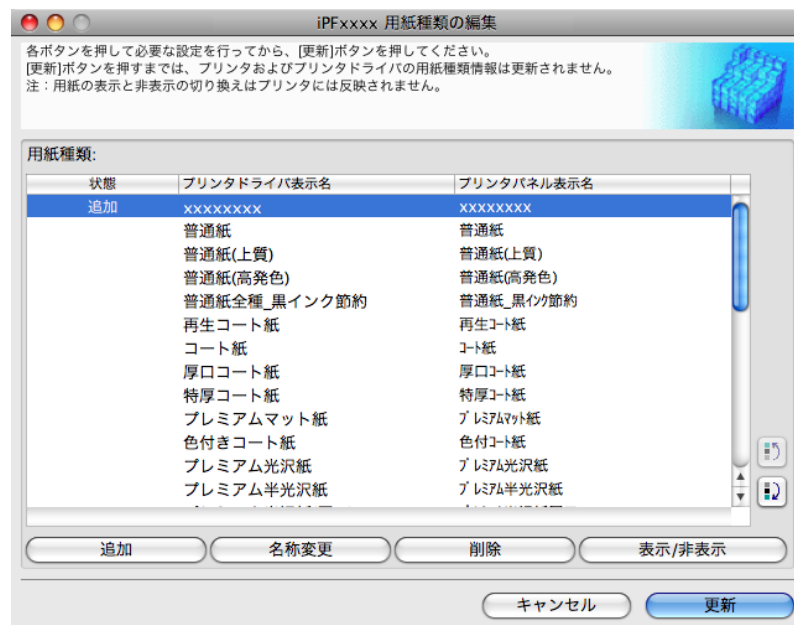 iPFxxxx 用紙種類の編集
各ボタンを押して必要な設定を行ってから、[更新]ボタンを押してください。
[更新]ボタンを押すまでは、プリンタおよびプリンタドライバの用紙種類情報は更新されません。
注：用紙の表示と非表示の切り換えはプリンタには反映されません。
用紙種類:
状態 プリンタドライバ表示名 プリンタパネル表示名
追加 xxxxxxxx xxxxxxxx
普通紙 普通紙
普通紙(上質) 普通紙(上質)
普通紙(高発色) 普通紙(高発色)
普通紙全種_黒インク節約 普通紙_黒ｲﾝｸ節約
再生コート紙 再生ｺｰﾄ紙
コート紙 ｺｰﾄ紙
厚口コート紙 厚口ｺｰﾄ紙
特厚コート紙 特厚ｺｰﾄ紙
プレミアムマット紙 ﾌﾟﾚﾐｱﾑﾏｯﾄ紙
色付きコート紙 色付ｺｰﾄ紙
プレミアム光沢紙 ﾌﾟﾚﾐｱﾑ光沢紙
プレミアム半光沢紙 ﾌﾟﾚﾐｱﾑ半光沢紙
追加 名称変更 削除 表示/非表示
キャンセル 更新